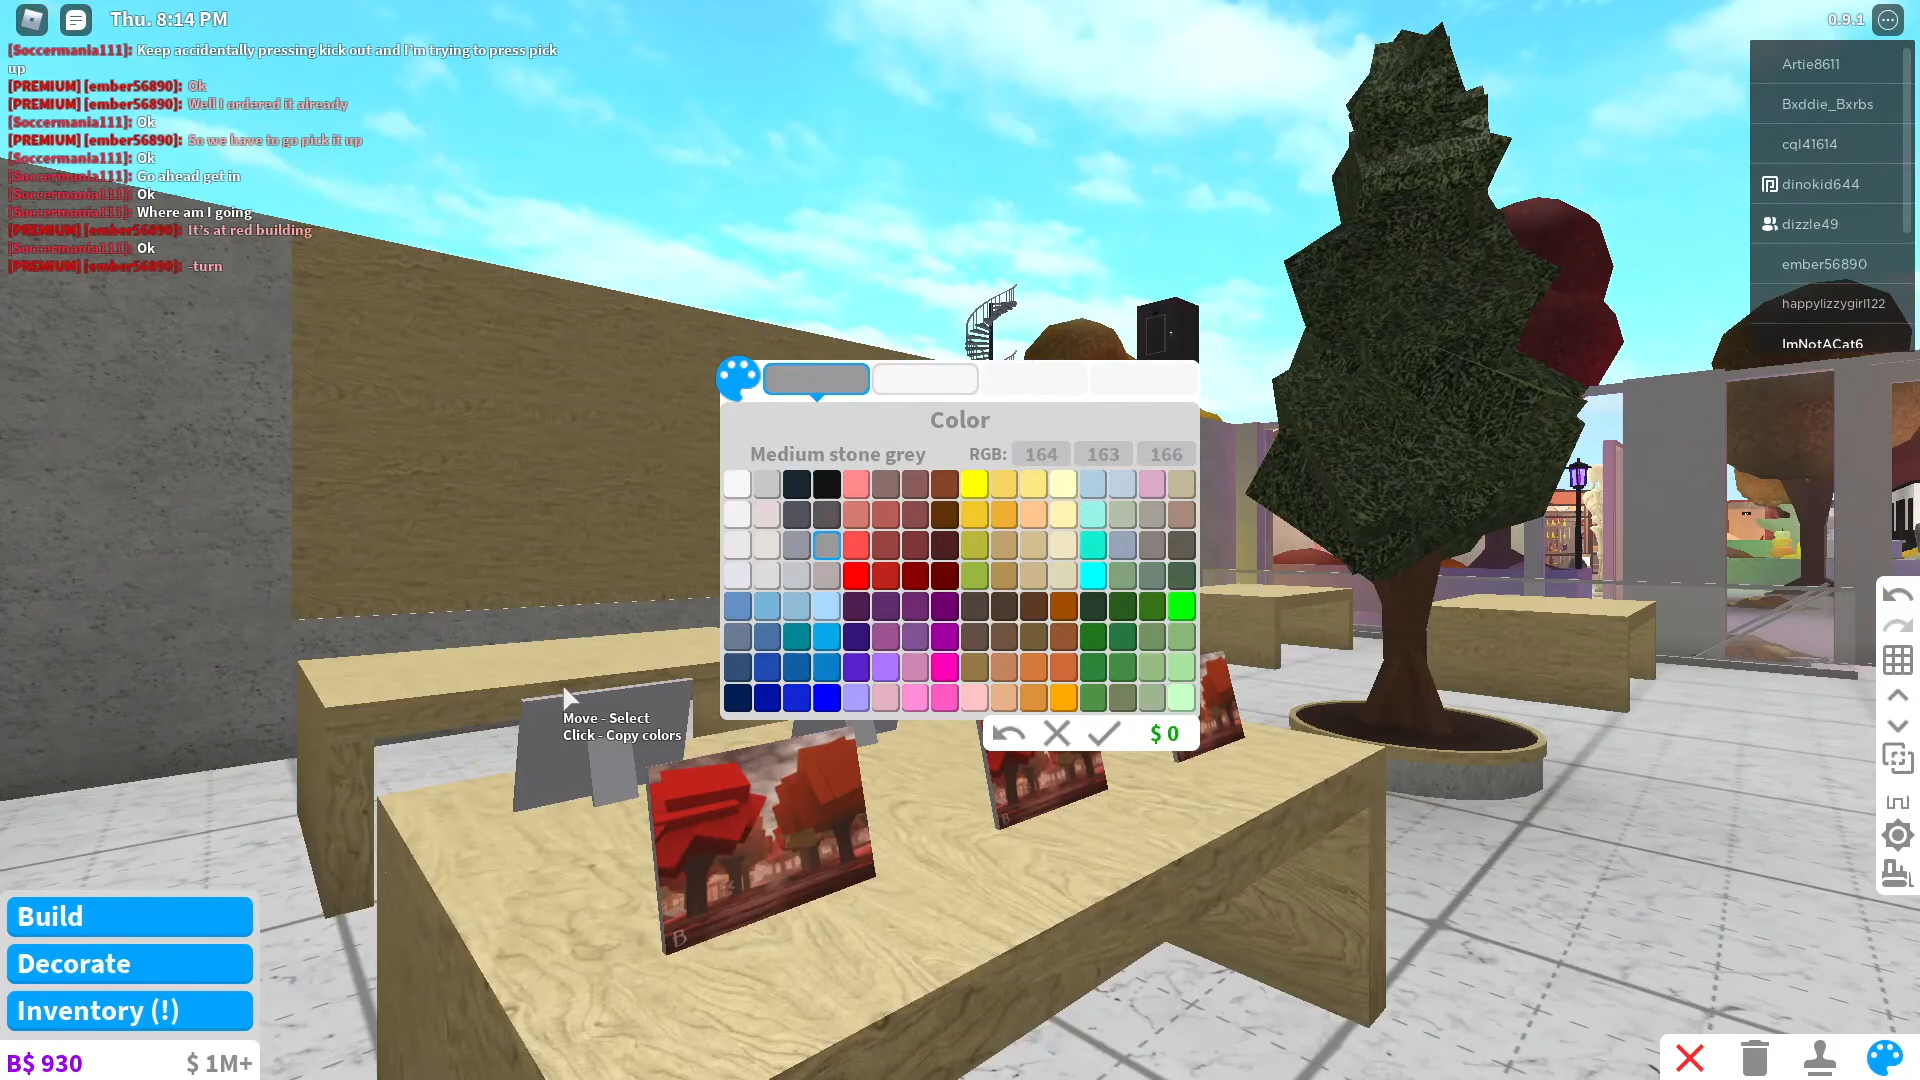 Thu. 8:14 PM
0.9.1
[Soccermania111]: Keep accidentally pressing kick out and I'm trying to press pick
up
[PREMIUM] [ember56890]: Ok
[PREMIUM] [ember56890]: Well I ordered it already
[Soccermania111]: Ok
[PREMIUM] [ember56890]: So we have to go pick it up
[Soccermania111]: Ok
[Soccermania111]: Go ahead get in
[Soccermania111]: Ok
[Soccermania111]: Where am I going
[PREMIUM] [ember56890]: It's at red building
[Soccermania111]: Ok
[PREMIUM] [ember56890]: -turn
Artie8611
Bxddie_Bxrbs
cql41614
dinokid644
dizzle49
ember56890
happylizzygirl122
ImNotACat6
Color
Medium stone grey RGB: 164 163 166
Move - Select
Click - Copy colors
$ 0
B
Build
Decorate
Inventory (!)
B$ 930 $ 1M+